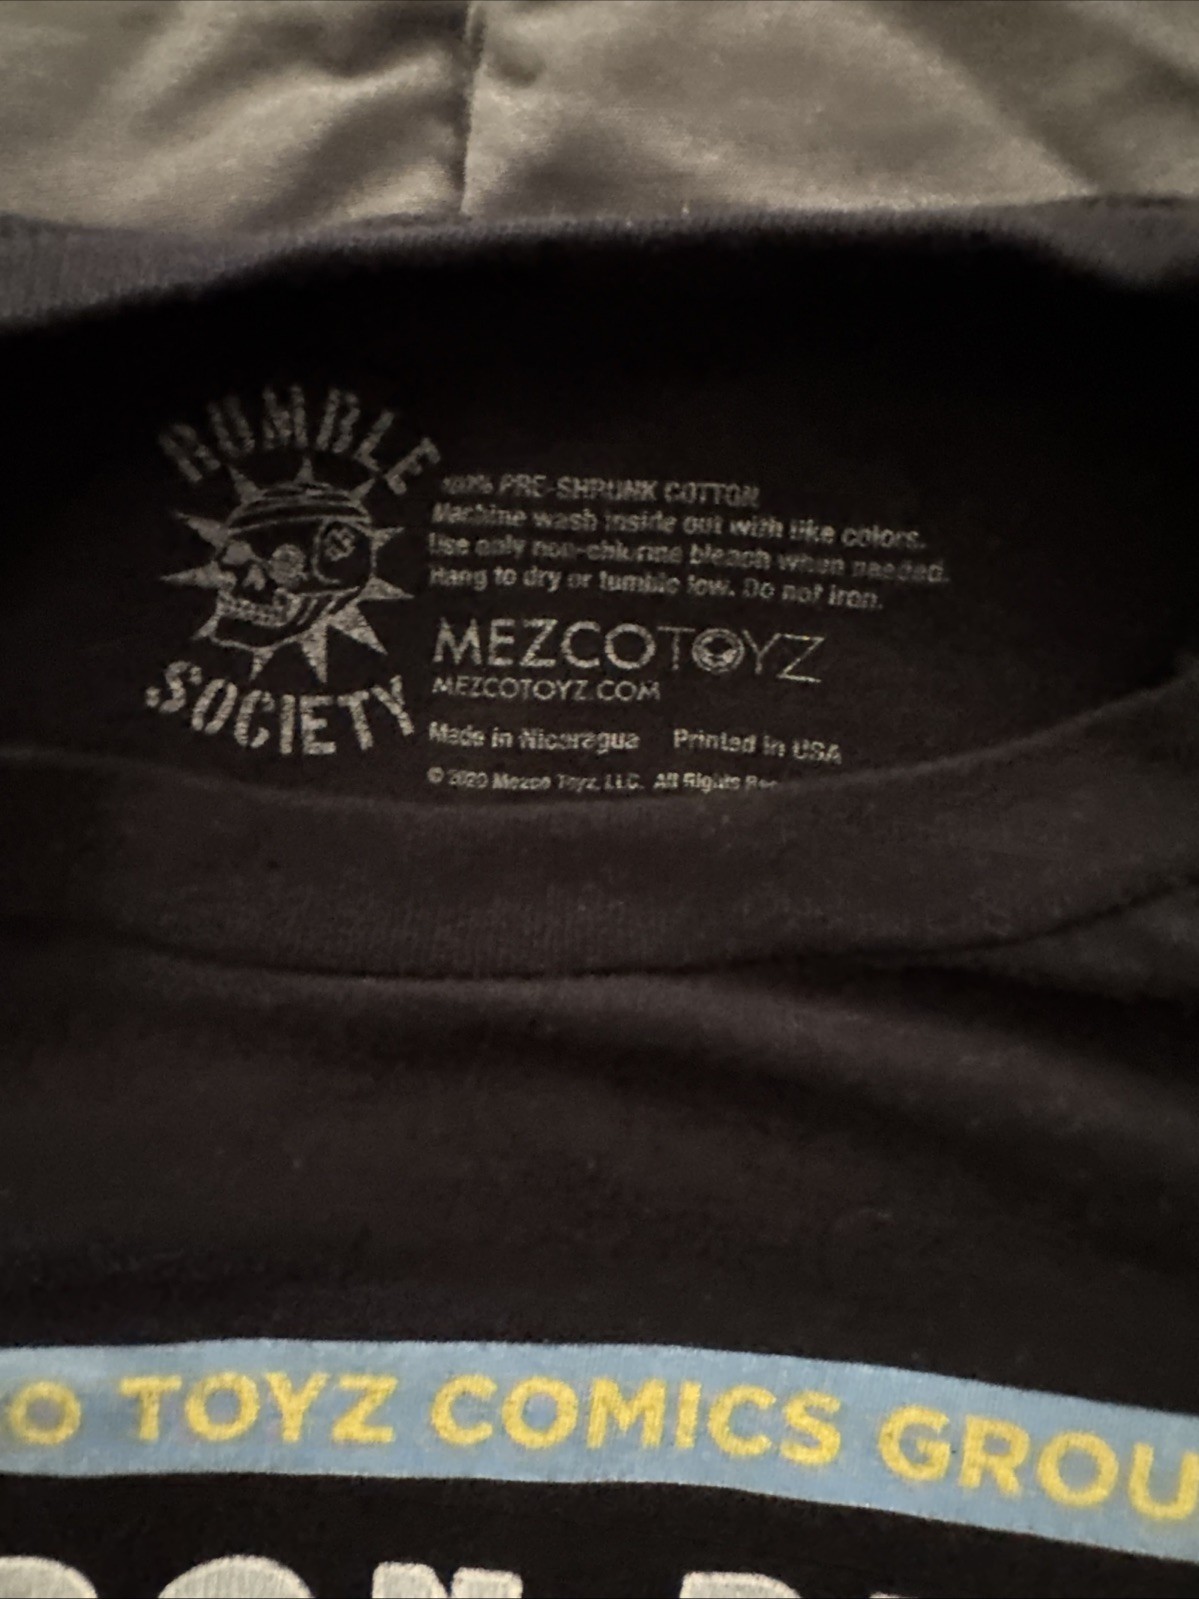 RUMBLE
SOCIETY
100% PRE-SHRUNK COTTON
Machine wash inside out with like colors.
Use only non-chlorine bleach when needed.
Hang to dry or tumble low. Do not iron.
MEZCOTOYZ
MEZCOTOYZ.COM
Made in Nicaragua Printed in USA
© 2020 Mezco Toyz, LLC. All Rights
O TOYZ COMICS GROU